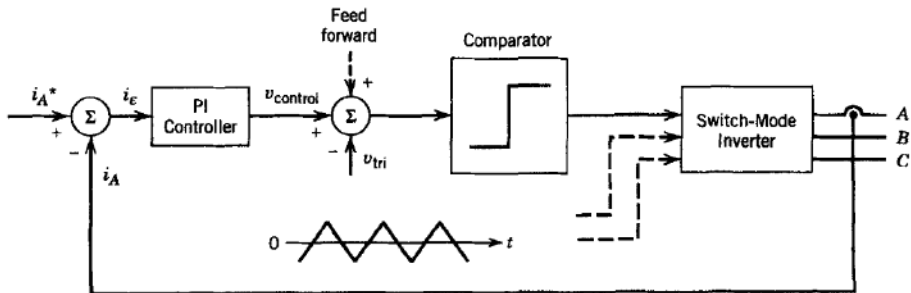 Feed
forward
Comparator
i_A*
i_ε
PI
Controller
v_control
+
+
Σ
+
−
Σ
+
−
v_tri
i_A
Switch-Mode
Inverter
A
B
C
0
t